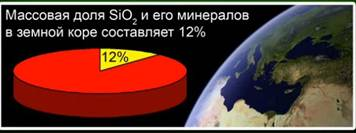 Массовая доля SiO₂ и его минералов
в земной коре составляет 12%
12%